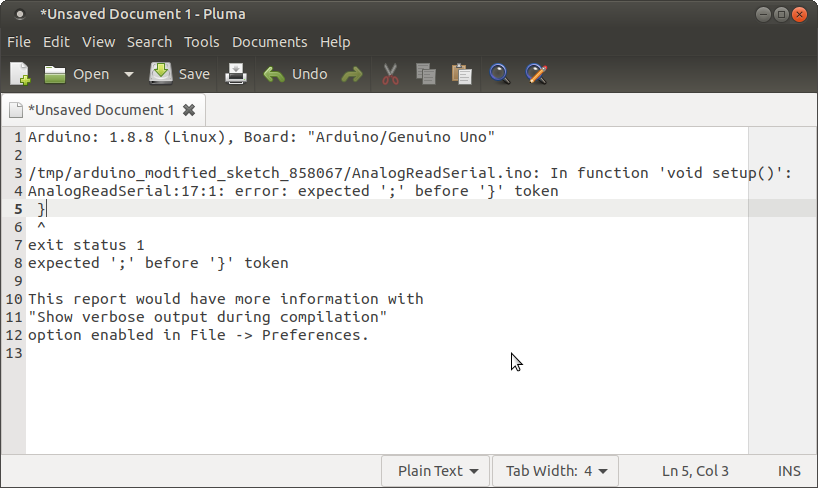 *Unsaved Document 1 - Pluma
File Edit View Search Tools Documents Help
Open Save Undo
*Unsaved Document 1
1 Arduino: 1.8.8 (Linux), Board: "Arduino/Genuino Uno"
2
3 /tmp/arduino_modified_sketch_858067/AnalogReadSerial.ino: In function 'void setup()':
4 AnalogReadSerial:17:1: error: expected ';' before '}' token
5  }
6  ^
7 exit status 1
8 expected ';' before '}' token
9
10 This report would have more information with
11 "Show verbose output during compilation"
12 option enabled in File -> Preferences.
13
Plain Text Tab Width: 4 Ln 5, Col 3 INS